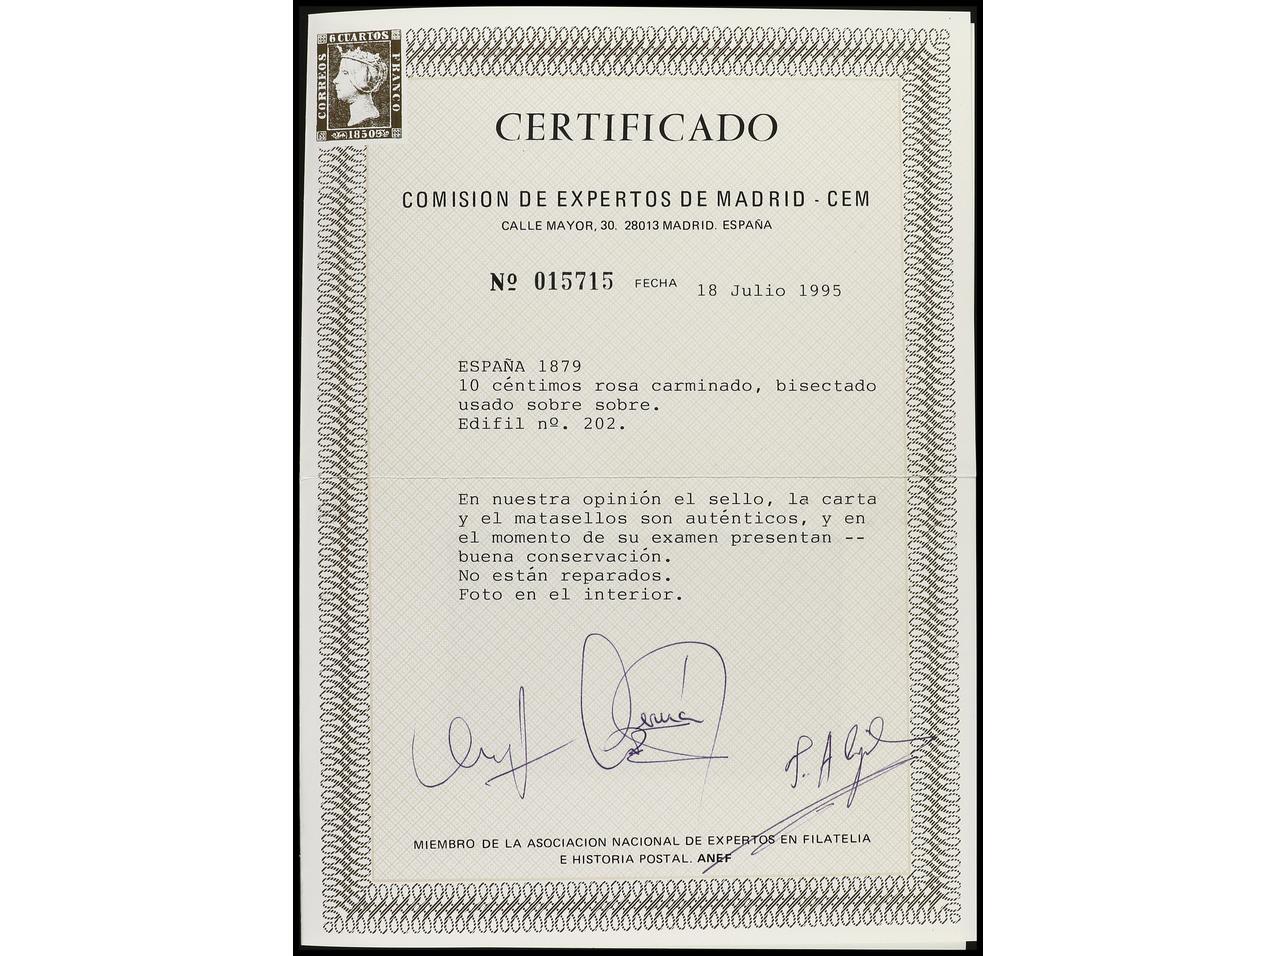 6 CUARTOS
CORREOS
FRANCO
1850
CERTIFICADO
COMISION DE EXPERTOS DE MADRID - CEM
CALLE MAYOR, 30. 28013 MADRID. ESPAÑA
Nº 015715 FECHA 18 Julio 1995
ESPAÑA 1879
10 céntimos rosa carminado, bisectado
usado sobre sobre.
Edifil nº. 202.
En nuestra opinión el sello, la carta
y el matasellos son auténticos, y en
el momento de su examen presentan --
buena conservación.
No están reparados.
Foto en el interior.
MIEMBRO DE LA ASOCIACION NACIONAL DE EXPERTOS EN FILATELIA
E HISTORIA POSTAL. ANEF